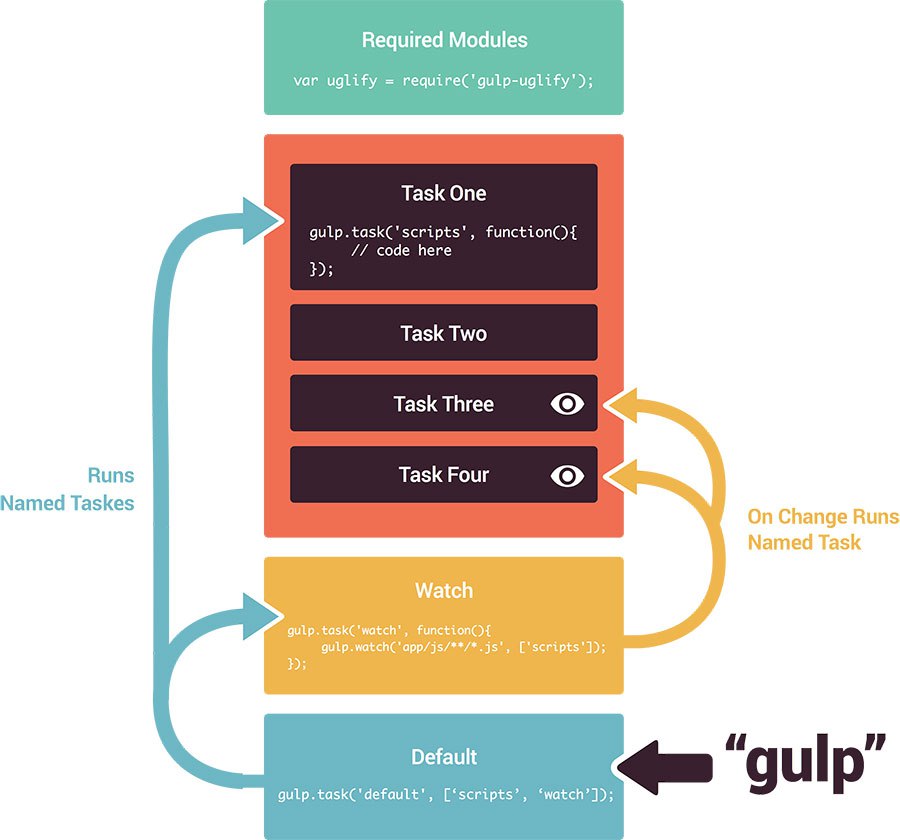 Required Modules
var uglify = require('gulp-uglify');
Task One
gulp.task('scripts', function(){
// code here
});
Task Two
Task Three
Task Four
Runs
Named Taskes
On Change Runs
Named Task
Watch
gulp.task('watch', function(){
gulp.watch('app/js/**/*.js', ['scripts']);
});
Default
gulp.task('default', [‘scripts’, ‘watch’]);
“gulp”